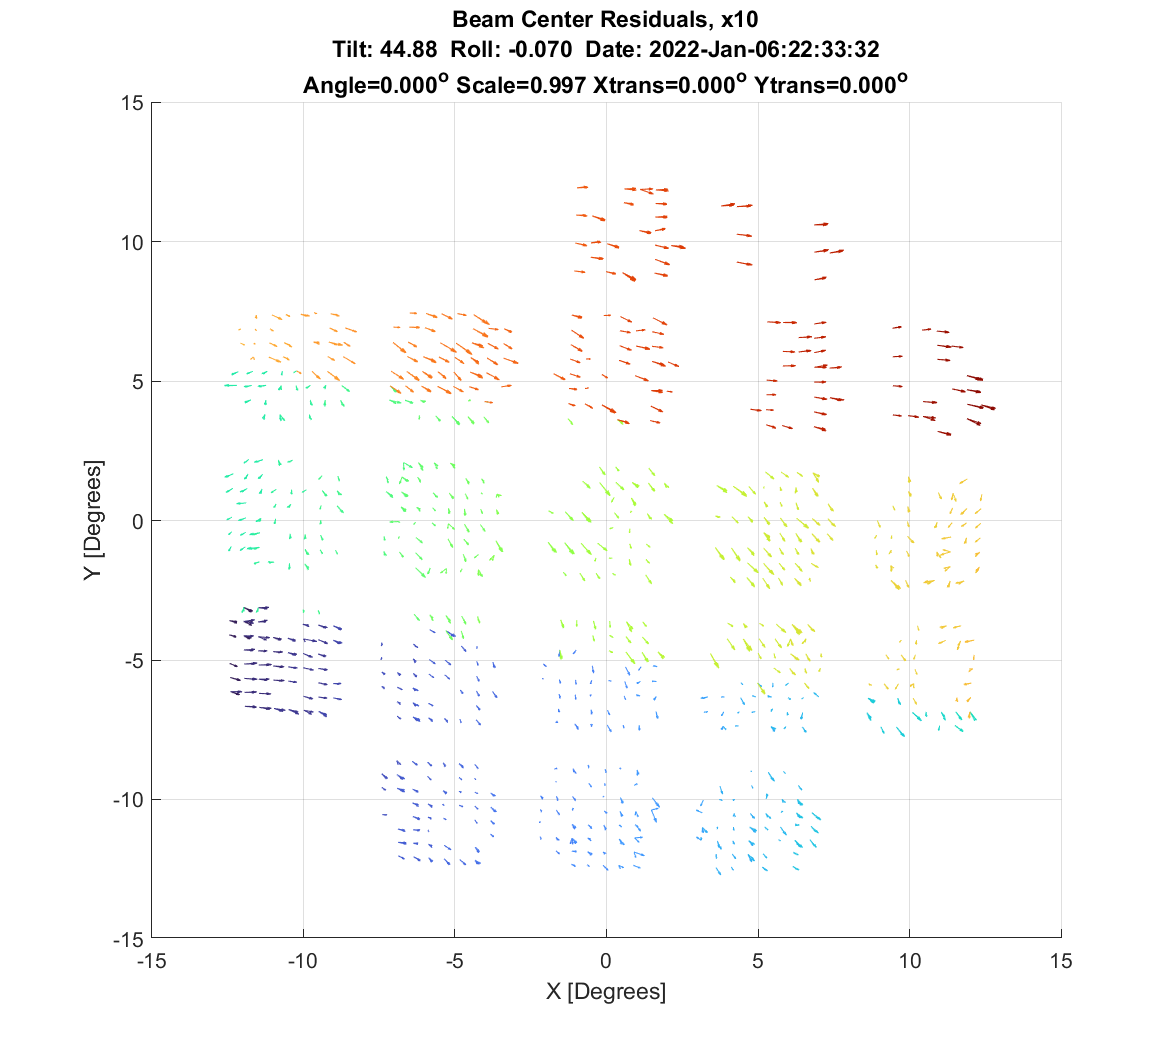 Beam Center Residuals, x10
Tilt: 44.88  Roll: -0.070  Date: 2022-Jan-06:22:33:32
Angle=0.000° Scale=0.997 Xtrans=0.000° Ytrans=0.000°
15
10
5
0
-5
-10
-15
Y [Degrees]
-15 -10 -5 0 5 10 15
X [Degrees]